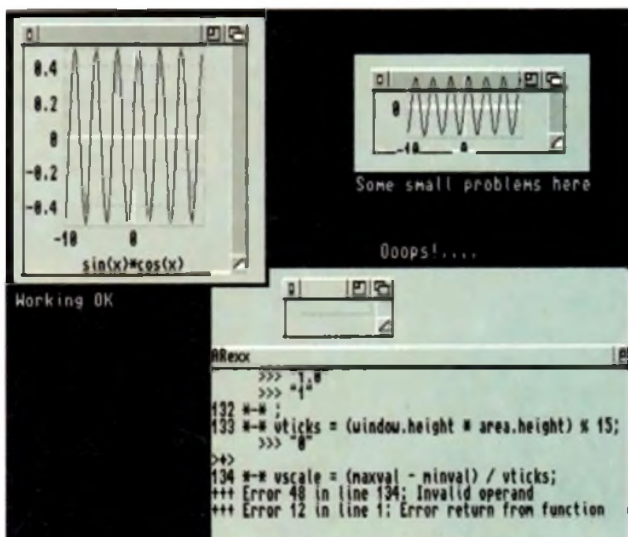 0.4
0.2
0
-0.2
-0.4
-10 0
sin(x)*cos(x)
Working OK
0
-10 0
Some small problems here
Ooops!....
ARexx
>>> "1.0"
>>> "1"
132 *-* ;
133 *-* vticks = (window.height * area.height) % 15;
>>> "0"
>+>
134 *-* vscale = (maxval - minval) / vticks;
+++ Error 48 in line 134: Invalid operand
+++ Error 12 in line 1: Error return from function